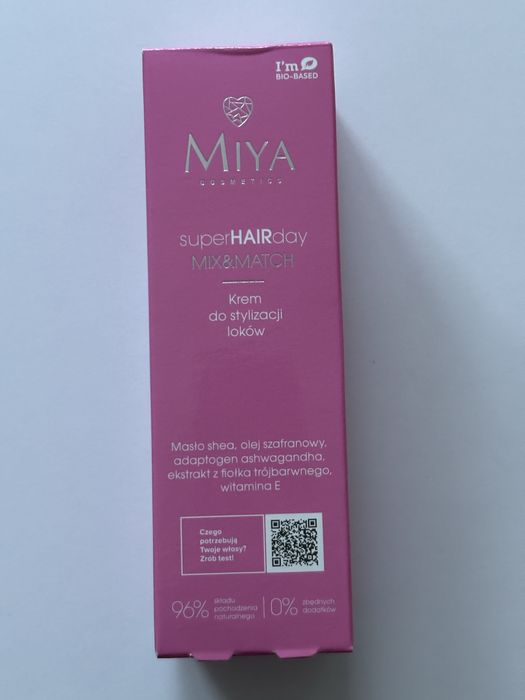 I'm
BIO-BASED
MIYA
COSMETICS
superHAIRday
MIX&MATCH
Krem
do stylizacji
loków
Masło shea, olej szafranowy,
adaptogen ashwagandha,
ekstrakt z fiołka trójbarwnego,
witamina E
Czego
potrzebują
Twoje włosy?
Zrób test!
96% składu
pochodzenia
naturalnego
0% zbędnych
dodatków